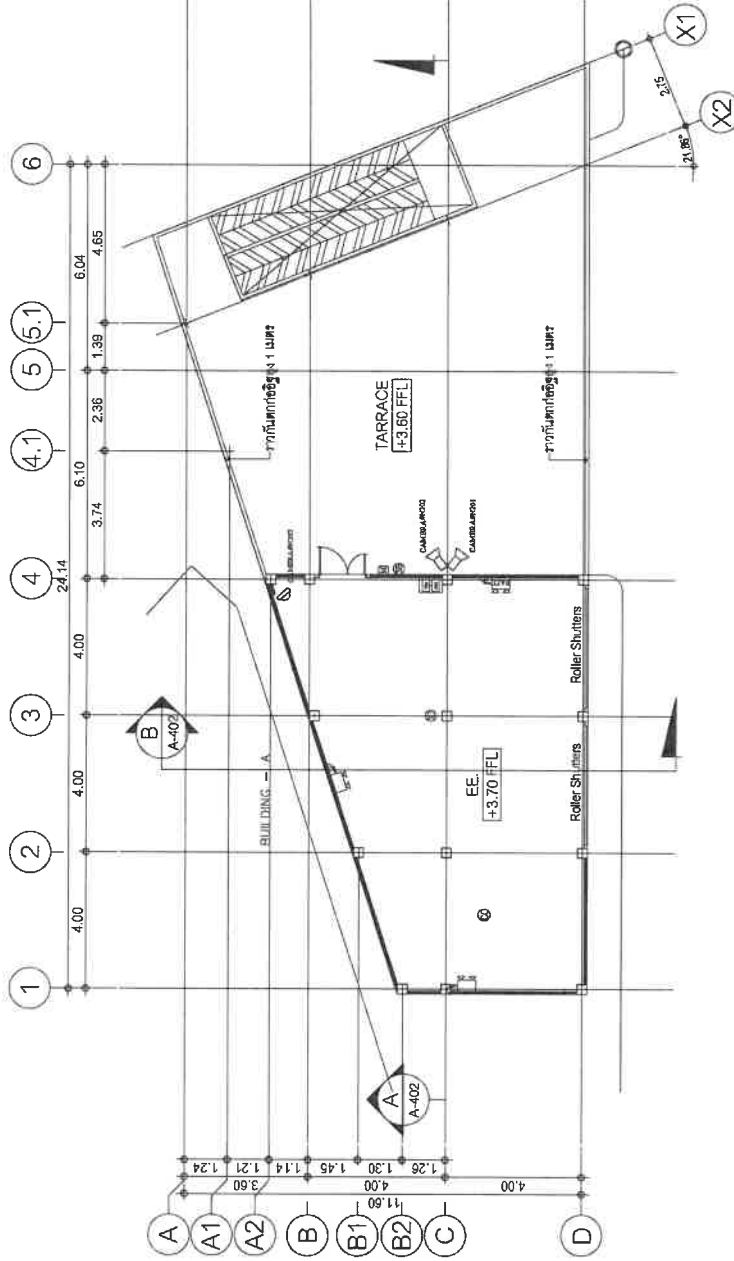 1
2
3
4
4.1
5
5.1
6
24.14
4.00
4.00
4.00
6.10
6.04
3.74
2.36
1.39
4.65
A
A1
A2
B
B1
B2
C
D
1.24
1.21
1.14
1.45
1.30
1.26
3.60
4.00
4.00
11.60
B
A-402
A
A-402
BUILDING - A
TARRACE
+3.60 FFL
EE.
+3.70 FFL
Roller Shutters
Roller Shutters
X1
X2
2.75
21.86°